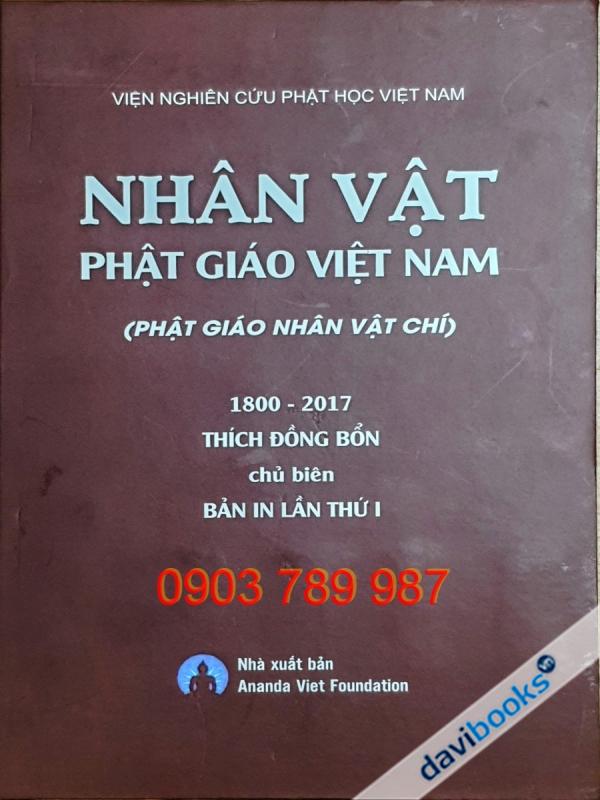 VIỆN NGHIÊN CỨU PHẬT HỌC VIỆT NAM
NHÂN VẬT
PHẬT GIÁO VIỆT NAM
(PHẬT GIÁO NHÂN VẬT CHÍ)
1800 - 2017
THÍCH ĐỒNG BỔN
chủ biên
BẢN IN LẦN THỨ I
0903 789 987
Nhà xuất bản
Ananda Viet Foundation
davibooks.vn